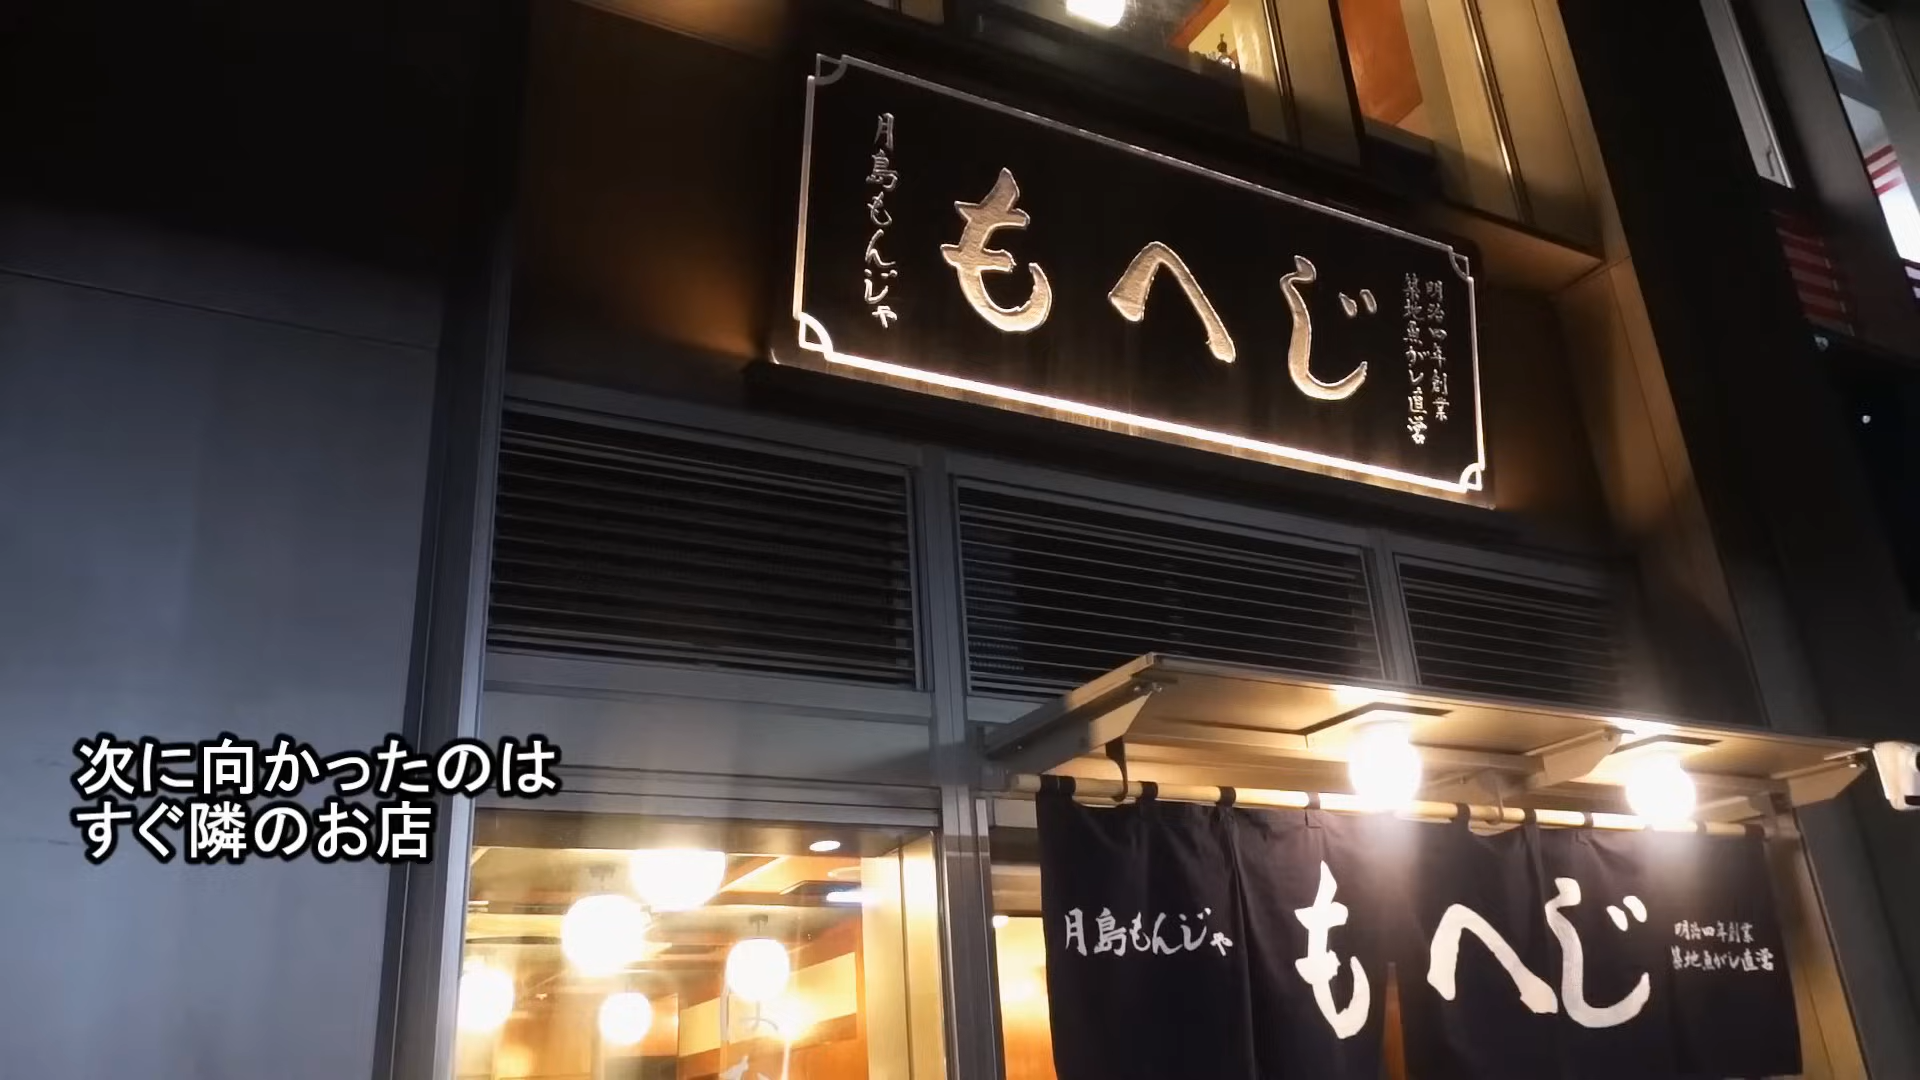 月島もんじゃ
もへじ
明治四年創業
築地魚がし直営
次に向かったのは
すぐ隣のお店
月島もんじゃ
もへじ
明治四年創業
築地魚がし直営